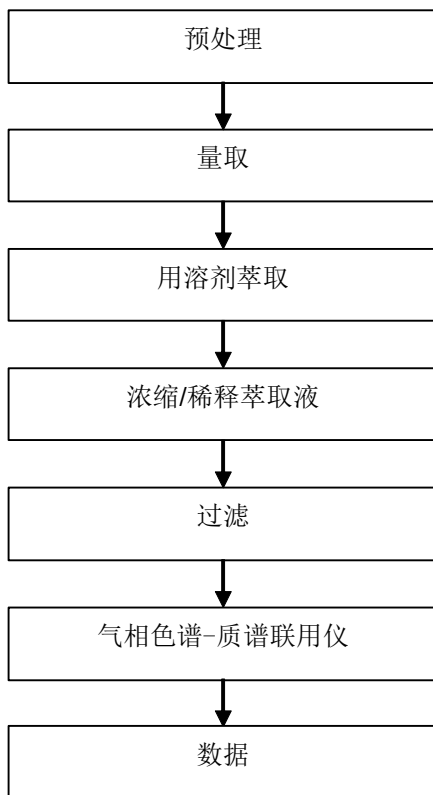 预处理
量取
用溶剂萃取
浓缩/稀释萃取液
过滤
气相色谱-质谱联用仪
数据